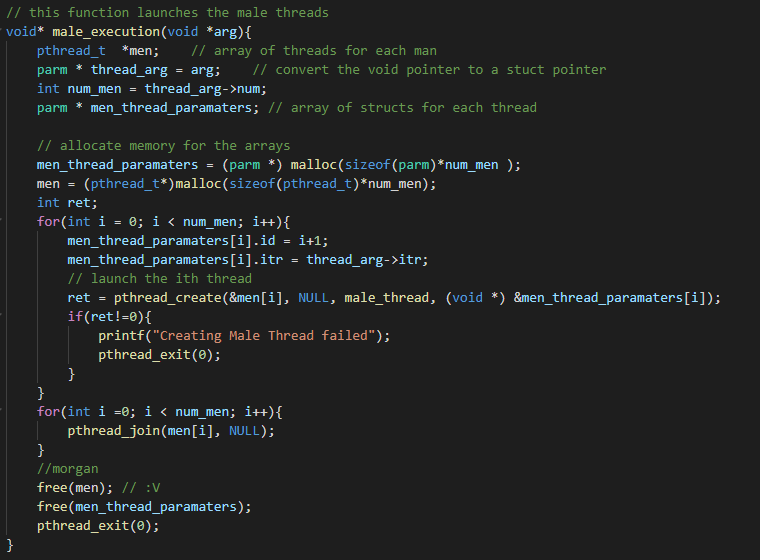 // this function launches the male threads
void* male_execution(void *arg){
    pthread_t  *men;    // array of threads for each man
    parm * thread_arg = arg;    // convert the void pointer to a stuct pointer
    int num_men = thread_arg->num;
    parm * men_thread_paramaters; // array of structs for each thread

    // allocate memory for the arrays
    men_thread_paramaters = (parm *) malloc(sizeof(parm)*num_men );
    men = (pthread_t*)malloc(sizeof(pthread_t)*num_men);
    int ret;
    for(int i = 0; i < num_men; i++){
        men_thread_paramaters[i].id = i+1;
        men_thread_paramaters[i].itr = thread_arg->itr;
        // launch the ith thread
        ret = pthread_create(&men[i], NULL, male_thread, (void *) &men_thread_paramaters[i]);
        if(ret!=0){
            printf("Creating Male Thread failed");
            pthread_exit(0);
        }
    }
    for(int i =0; i < num_men; i++){
        pthread_join(men[i], NULL);
    }
    //morgan
    free(men); // :V
    free(men_thread_paramaters);
    pthread_exit(0);
}